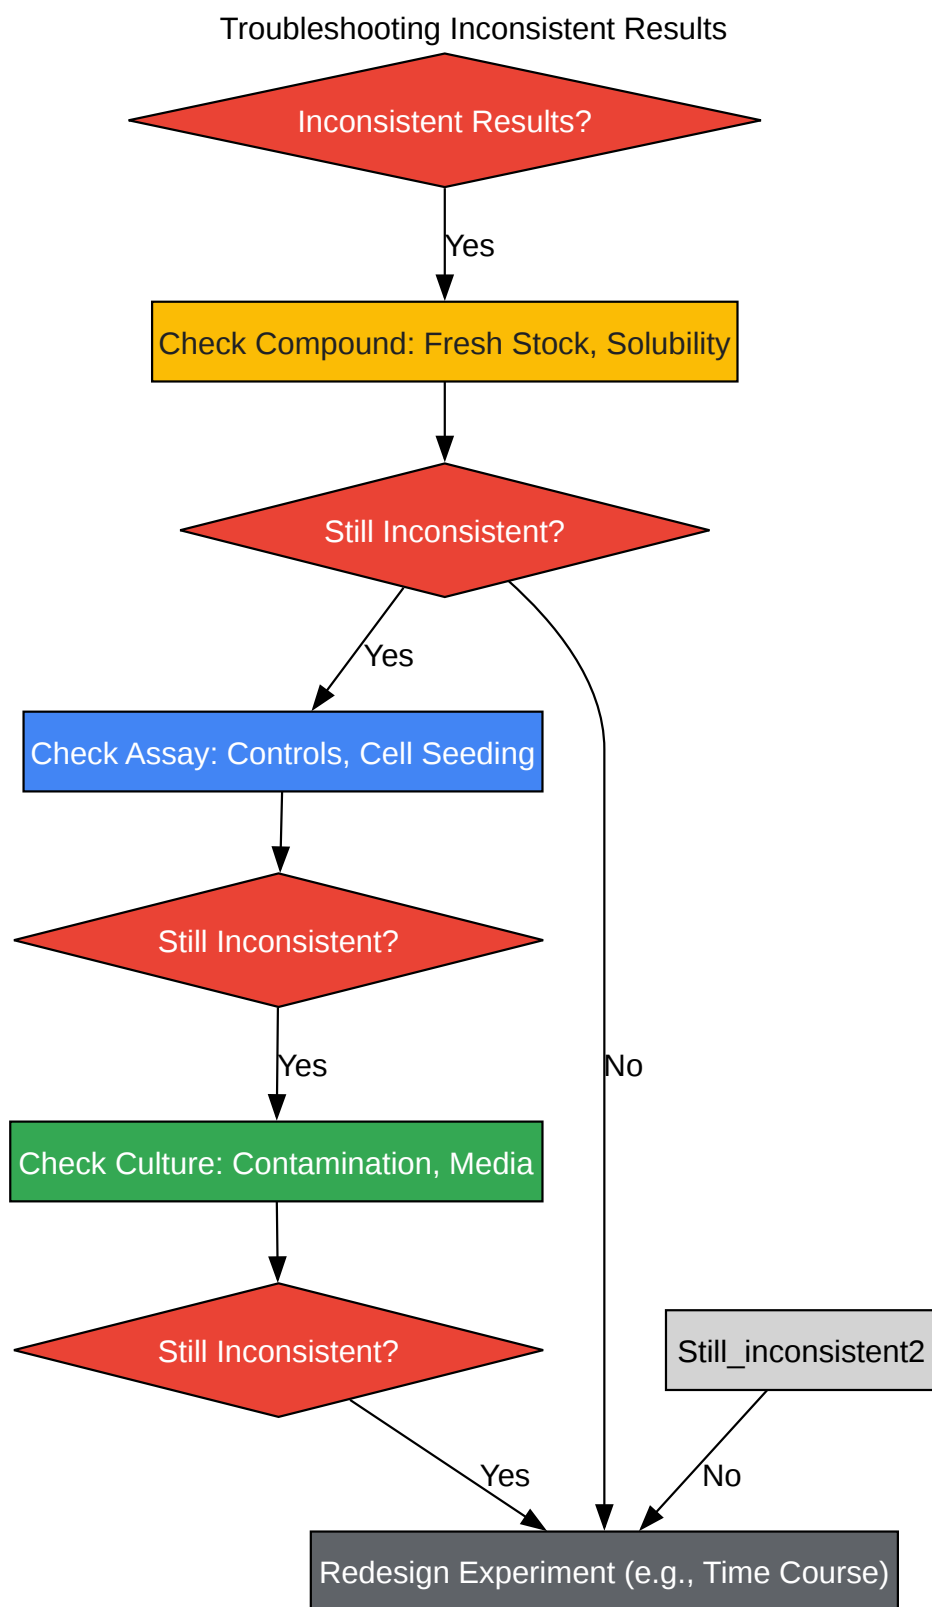 Troubleshooting Inconsistent Results
Inconsistent Results?
Yes
Check Compound: Fresh Stock, Solubility
Still Inconsistent?
Yes
Check Assay: Controls, Cell Seeding
Still Inconsistent?
Yes
No
Check Culture: Contamination, Media
Still Inconsistent?
Still_inconsistent2
Yes
No
Redesign Experiment (e.g., Time Course)